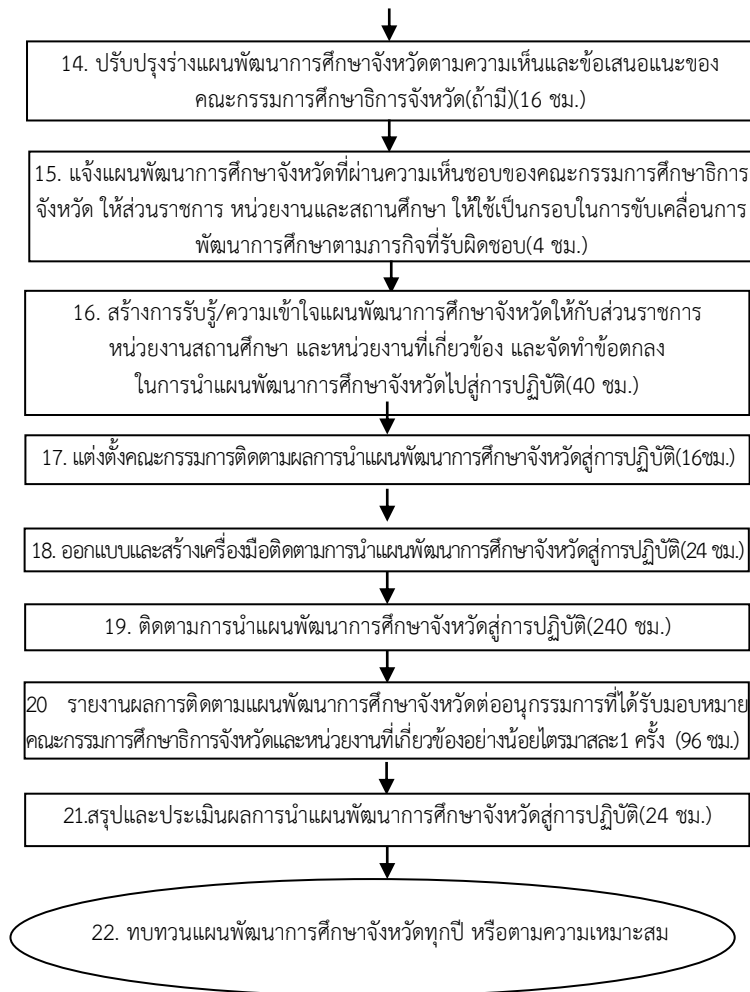 14. ปรับปรุงร่างแผนพัฒนาการศึกษาจังหวัดตามความเห็นและข้อเสนอแนะของ
คณะกรรมการศึกษาธิการจังหวัด(ถ้ามี)(16 ชม.)
15. แจ้งแผนพัฒนาการศึกษาจังหวัดที่ผ่านความเห็นชอบของคณะกรรมการศึกษาธิการ
จังหวัด ให้ส่วนราชการ หน่วยงานและสถานศึกษา ให้ใช้เป็นกรอบในการขับเคลื่อนการ
พัฒนาการศึกษาตามภารกิจที่รับผิดชอบ(4 ชม.)
16. สร้างการรับรู้/ความเข้าใจแผนพัฒนาการศึกษาจังหวัดให้กับส่วนราชการ
หน่วยงานสถานศึกษา และหน่วยงานที่เกี่ยวข้อง และจัดทำข้อตกลง
ในการนำแผนพัฒนาการศึกษาจังหวัดไปสู่การปฏิบัติ(40 ชม.)
17. แต่งตั้งคณะกรรมการติดตามผลการนำแผนพัฒนาการศึกษาจังหวัดสู่การปฏิบัติ(16ชม.)
18. ออกแบบและสร้างเครื่องมือติดตามการนำแผนพัฒนาการศึกษาจังหวัดสู่การปฏิบัติ(24 ชม.)
19. ติดตามการนำแผนพัฒนาการศึกษาจังหวัดสู่การปฏิบัติ(240 ชม.)
20 รายงานผลการติดตามแผนพัฒนาการศึกษาจังหวัดต่ออนุกรรมการที่ได้รับมอบหมาย
คณะกรรมการศึกษาธิการจังหวัดและหน่วยงานที่เกี่ยวข้องอย่างน้อยไตรมาสละ1 ครั้ง (96 ชม.)
21.สรุปและประเมินผลการนำแผนพัฒนาการศึกษาจังหวัดสู่การปฏิบัติ(24 ชม.)
22. ทบทวนแผนพัฒนาการศึกษาจังหวัดทุกปี หรือตามความเหมาะสม